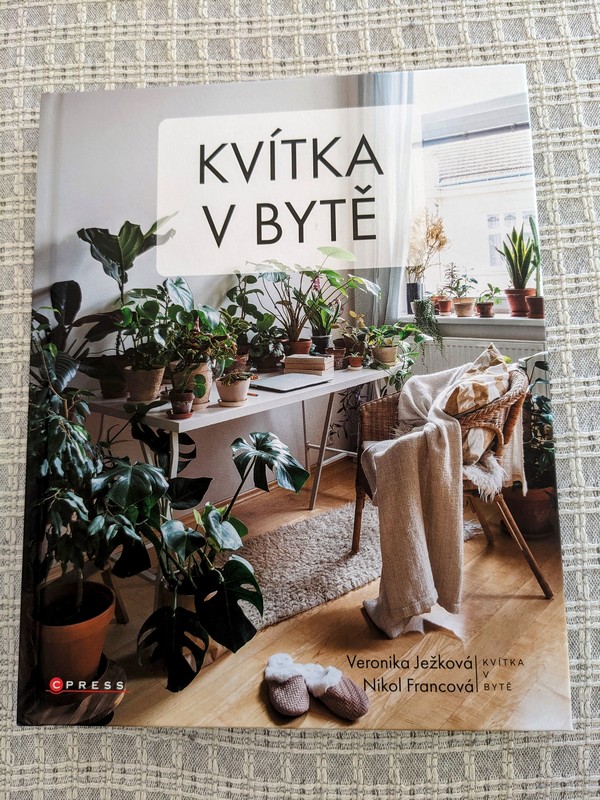 KVÍTKA
V BYTĚ
Veronika Ježková
Nikol Francová
KVÍTKA
V
BYTĚ
CPRESS